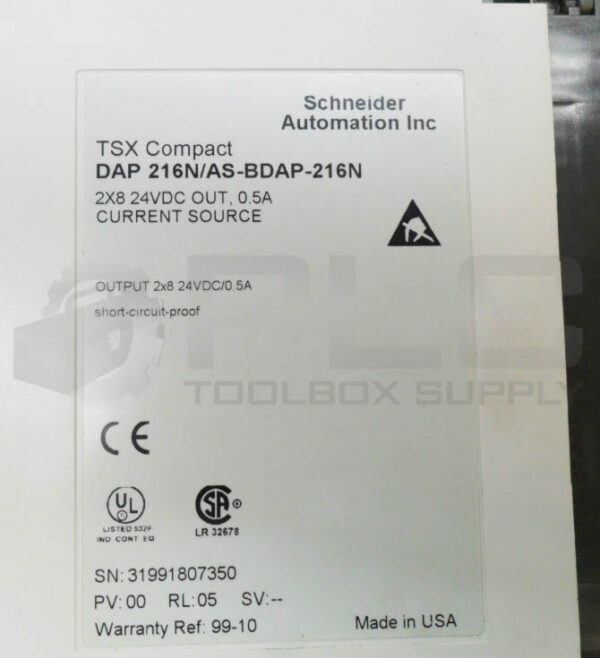 Schneider
Automation Inc
TSX Compact
DAP 216N/AS-BDAP-216N
2X8 24VDC OUT, 0.5A
CURRENT SOURCE
OUTPUT 2x8 24VDC/0.5A
short-circuit-proof
PLC
TOOLBOX SUPPLY
CE
UL
LISTED 532F
IND CONT EQ
SA
LR 32678
SN: 31991807350
PV: 00 RL: 05 SV:--
Warranty Ref: 99-10
Made in USA